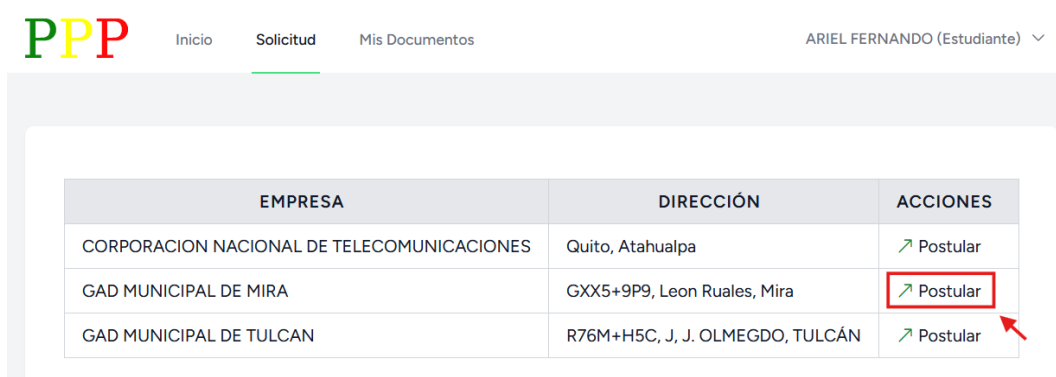 PPP Inicio Solicitud Mis Documentos ARIEL FERNANDO (Estudiante)
EMPRESA DIRECCIÓN ACCIONES
CORPORACION NACIONAL DE TELECOMUNICACIONES Quito, Atahualpa Postular
GAD MUNICIPAL DE MIRA GXX5+9P9, Leon Ruales, Mira Postular
GAD MUNICIPAL DE TULCAN R76M+H5C, J, J. OLMEGDO, TULCÁN Postular